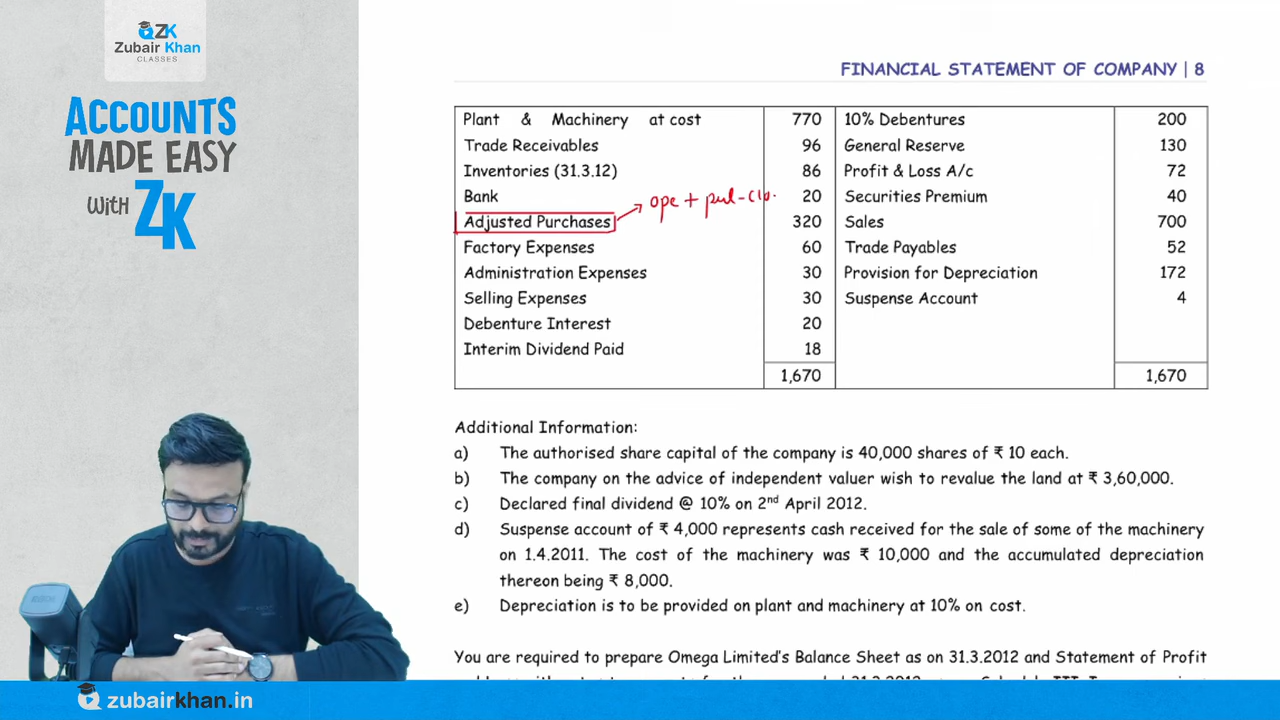 ZK
Zubair Khan
CLASSES
ACCOUNTS
MADE EASY
with ZK
FINANCIAL STATEMENT OF COMPANY | 8
Plant & Machinery at cost 770 10% Debentures 200
Trade Receivables 96 General Reserve 130
Inventories (31.3.12) 86 Profit & Loss A/c 72
Bank 20 Securities Premium 40
ope + pul-clo.
Adjusted Purchases 320 Sales 700
Factory Expenses 60 Trade Payables 52
Administration Expenses 30 Provision for Depreciation 172
Selling Expenses 30 Suspense Account 4
Debenture Interest 20
Interim Dividend Paid 18
1,670 1,670
Additional Information:
a) The authorised share capital of the company is 40,000 shares of ₹ 10 each.
b) The company on the advice of independent valuer wish to revalue the land at ₹ 3,60,000.
c) Declared final dividend @ 10% on 2nd April 2012.
d) Suspense account of ₹ 4,000 represents cash received for the sale of some of the machinery
on 1.4.2011. The cost of the machinery was ₹ 10,000 and the accumulated depreciation
thereon being ₹ 8,000.
e) Depreciation is to be provided on plant and machinery at 10% on cost.
You are required to prepare Omega Limited's Balance Sheet as on 31.3.2012 and Statement of Profit
zubairkhan.in